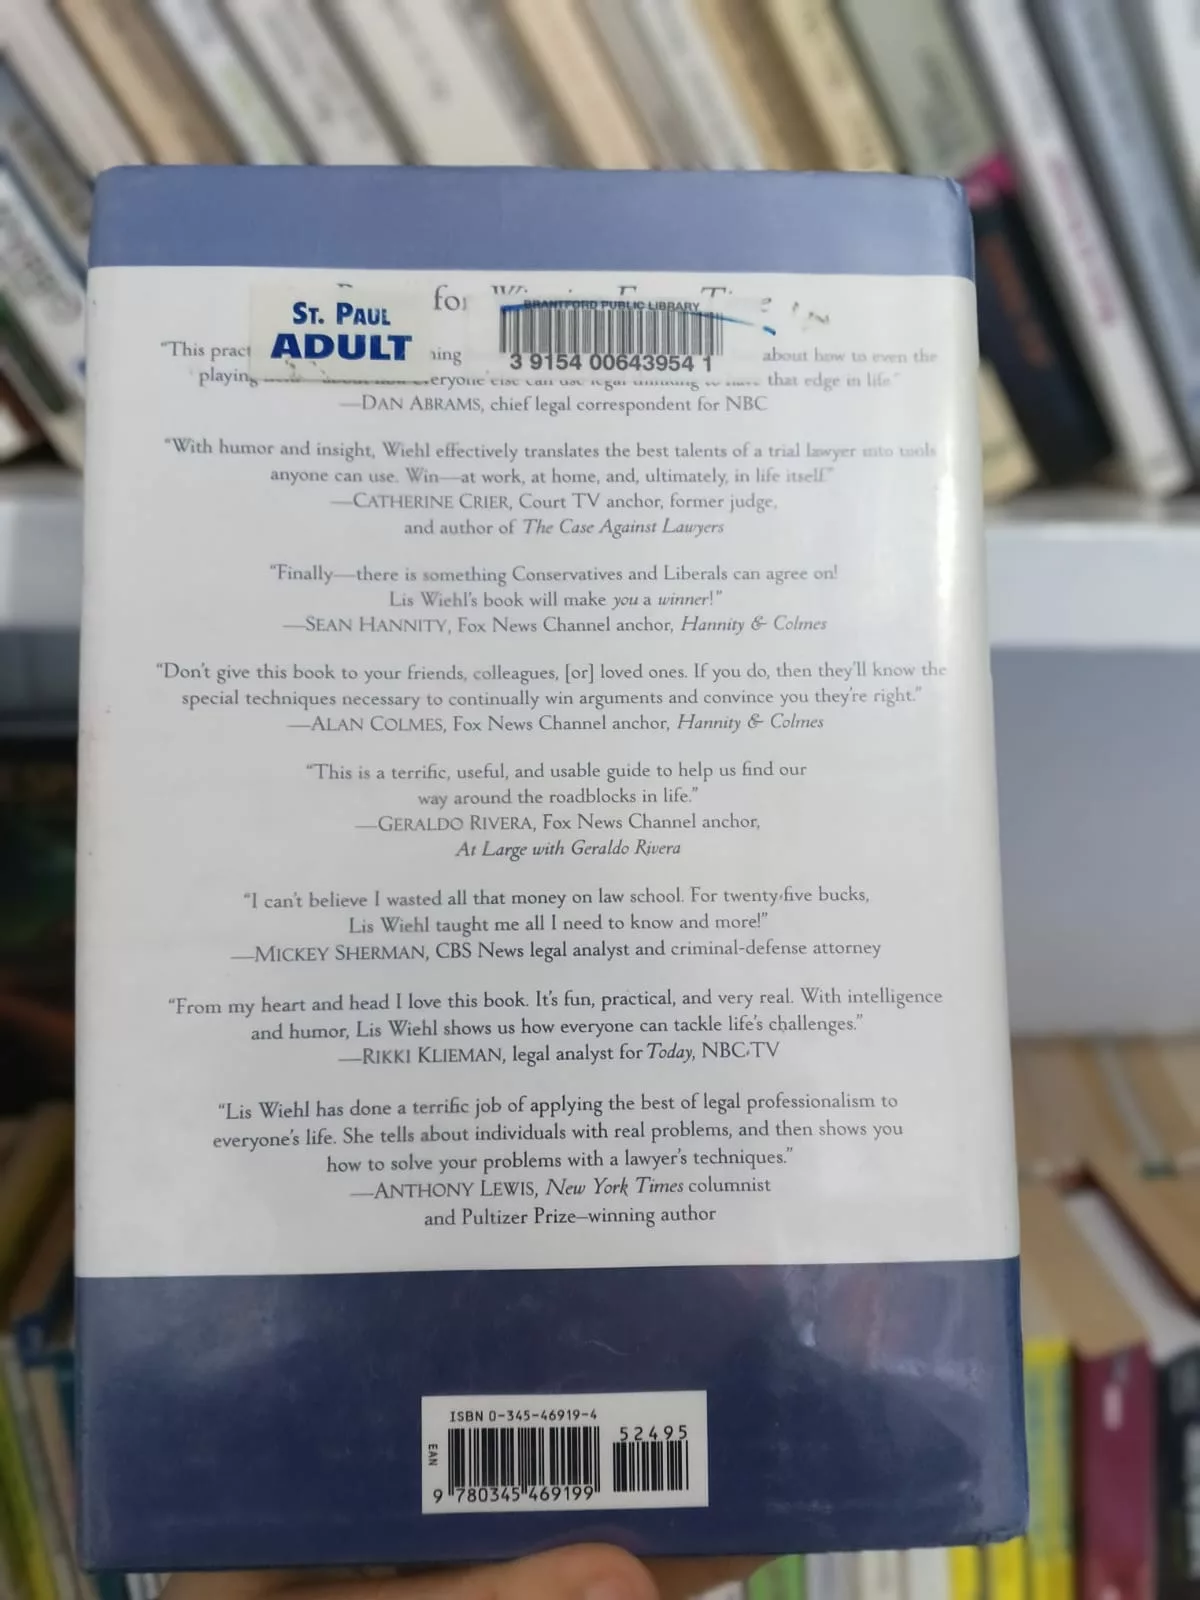 for
ST. PAUL
ADULT
BRANTFORD PUBLIC LIBRARY
3 9154 00643954 1
"This about how to even the
playing can use legal that edge in life."
—DAN ABRAMS, chief legal correspondent for NBC
"With humor and insight, Wiehl effectively translates the best talents of a trial lawyer into tools
anyone can use. Win—at work, at home, and, ultimately, in life itself."
—CATHERINE CRIER, Court TV anchor, former judge,
and author of The Case Against Lawyers
"Finally—there is something Conservatives and Liberals can agree on!
Lis Wiehl's book will make you a winner!"
—SEAN HANNITY, Fox News Channel anchor, Hannity & Colmes
"Don't give this book to your friends, colleagues, [or] loved ones. If you do, then they'll know the
special techniques necessary to continually win arguments and convince you they're right."
—ALAN COLMES, Fox News Channel anchor, Hannity & Colmes
"This is a terrific, useful, and usable guide to help us find our
way around the roadblocks in life."
—GERALDO RIVERA, Fox News Channel anchor,
At Large with Geraldo Rivera
"I can't believe I wasted all that money on law school. For twenty-five bucks,
Lis Wiehl taught me all I need to know and more!"
—MICKEY SHERMAN, CBS News legal analyst and criminal-defense attorney
"From my heart and head I love this book. It's fun, practical, and very real. With intelligence
and humor, Lis Wiehl shows us how everyone can tackle life's challenges."
—RIKKI KLIEMAN, legal analyst for Today, NBC-TV
"Lis Wiehl has done a terrific job of applying the best of legal professionalism to
everyone's life. She tells about individuals with real problems, and then shows you
how to solve your problems with a lawyer's techniques."
—ANTHONY LEWIS, New York Times columnist
and Pultizer Prize–winning author
ISBN 0-345-46919-4
52495
EAN
9 780345 469199